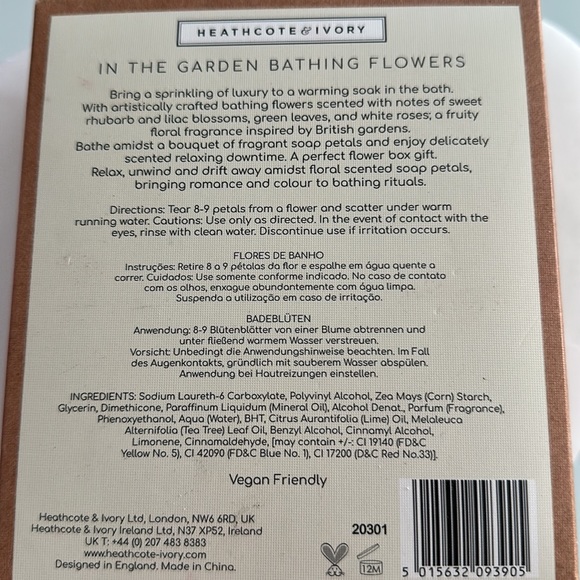 HEATHCOTE & IVORY
IN THE GARDEN BATHING FLOWERS
Bring a sprinkling of luxury to a warming soak in the bath.
With artistically crafted bathing flowers scented with notes of sweet
rhubarb and lilac blossoms, green leaves, and white roses; a fruity
floral fragrance inspired by British gardens.
Bathe amidst a bouquet of fragrant soap petals and enjoy delicately
scented relaxing downtime. A perfect flower box gift.
Relax, unwind and drift away amidst floral scented soap petals,
bringing romance and colour to bathing rituals.
Directions: Tear 8-9 petals from a flower and scatter under warm
running water. Cautions: Use only as directed. In the event of contact with the
eyes, rinse with clean water. Discontinue use if irritation occurs.
FLORES DE BANHO
Instruções: Retire 8 a 9 pétalas da flor e espalhe em água quente a
correr. Cuidados: Use somente conforme indicado. No caso de contato
com os olhos, enxague abundantemente com água limpa.
Suspenda a utilização em caso de irritação.
BADEBLÜTEN
Anwendung: 8-9 Blütenblätter von einer Blume abtrennen und
unter fließend warmem Wasser verstreuen.
Vorsicht: Unbedingt die Anwendungshinweise beachten. Im Fall
des Augenkontakts, gründlich mit sauberem Wasser abspülen.
Anwendung bei Hautreizungen einstellen.
INGREDIENTS: Sodium Laureth-6 Carboxylate, Polyvinyl Alcohol, Zea Mays (Corn) Starch,
Glycerin, Dimethicone, Paraffinum Liquidum (Mineral Oil), Alcohol Denat., Parfum (Fragrance),
Phenoxyethanol, Aqua (Water), BHT, Citrus Aurantifolia (Lime) Oil, Melaleuca
Alternifolia (Tea Tree) Leaf Oil, Benzyl Alcohol, Cinnamyl Alcohol,
Limonene, Cinnamaldehyde, [may contain +/-: CI 19140 (FD&C
Yellow No. 5), CI 42090 (FD&C Blue No. 1), CI 17200 (D&C Red No.33)].
Vegan Friendly
Heathcote & Ivory Ltd, London, NW6 6RD, UK
Heathcote & Ivory Ireland Ltd, N37 XP52, Ireland
UK T: +44 (0) 207 483 8383
www.heathcote-ivory.com
Designed in England. Made in China.
20301
12M
5 015632 093905